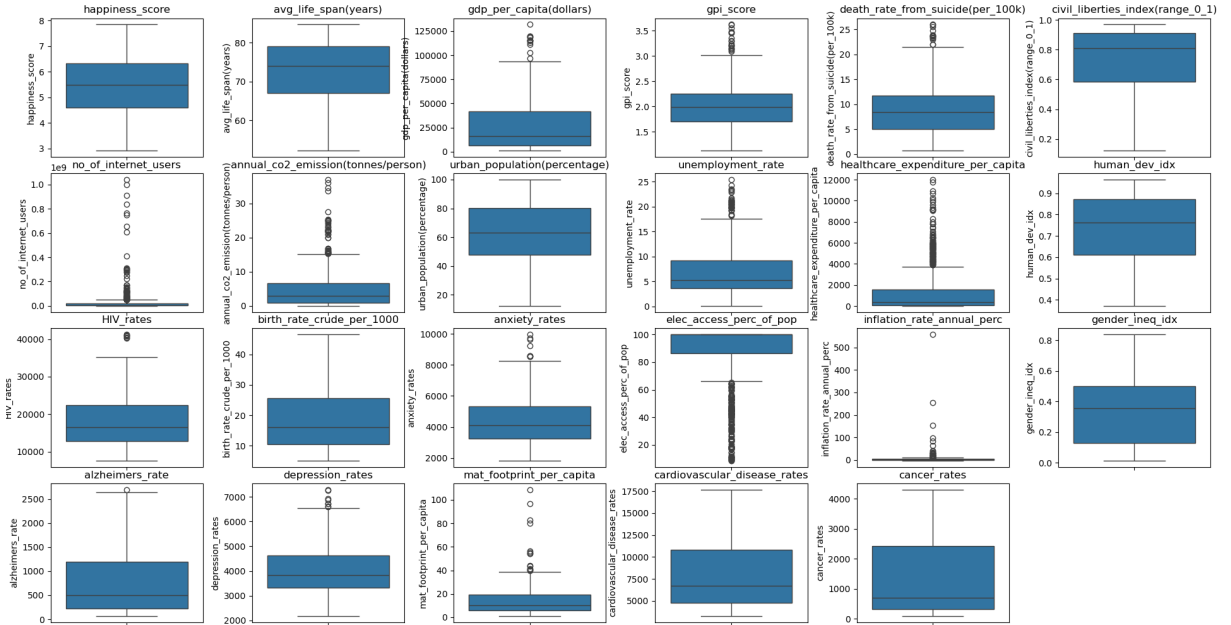 happiness_score
avg_life_span(years)
gdp_per_capita(dollars)
gpi_score
death_rate_from_suicide(per_100k)
civil_liberties_index(range_0_1)
happiness_score
8
7
6
5
4
3
avg_life_span(years)
80
70
60
gdp_per_capita(dollars)
125000
100000
75000
50000
25000
0
gpi_score
3.5
3.0
2.5
2.0
1.5
death_rate_from_suicide(per_100k)
25
20
15
10
5
0
civil_liberties_index(range_0_1)
1.0
0.8
0.6
0.4
0.2
no_of_internet_users
annual_co2_emission(tonnes/person)
urban_population(percentage)
unemployment_rate
healthcare_expenditure_per_capita
human_dev_idx
no_of_internet_users
1e9
1.0
0.8
0.6
0.4
0.2
0.0
annual_co2_emission(tonnes/person)
30
20
10
0
urban_population(percentage)
100
80
60
40
20
unemployment_rate
25
20
15
10
5
0
healthcare_expenditure_per_capita
12000
10000
8000
6000
4000
2000
0
human_dev_idx
0.9
0.8
0.7
0.6
0.5
0.4
HIV_rates
birth_rate_crude_per_1000
anxiety_rates
elec_access_perc_of_pop
inflation_rate_annual_perc
gender_ineq_idx
HIV_rates
40000
30000
20000
10000
birth_rate_crude_per_1000
40
30
20
10
anxiety_rates
10000
8000
6000
4000
2000
elec_access_perc_of_pop
100
80
60
40
20
inflation_rate_annual_perc
500
400
300
200
100
0
gender_ineq_idx
0.8
0.6
0.4
0.2
0.0
alzheimers_rate
depression_rates
mat_footprint_per_capita
cardiovascular_disease_rates
cancer_rates
alzheimers_rate
2500
2000
1500
1000
500
0
depression_rates
7000
6000
5000
4000
3000
2000
mat_footprint_per_capita
100
80
60
40
20
0
cardiovascular_disease_rates
17500
15000
12500
10000
7500
5000
cancer_rates
4000
3000
2000
1000
0